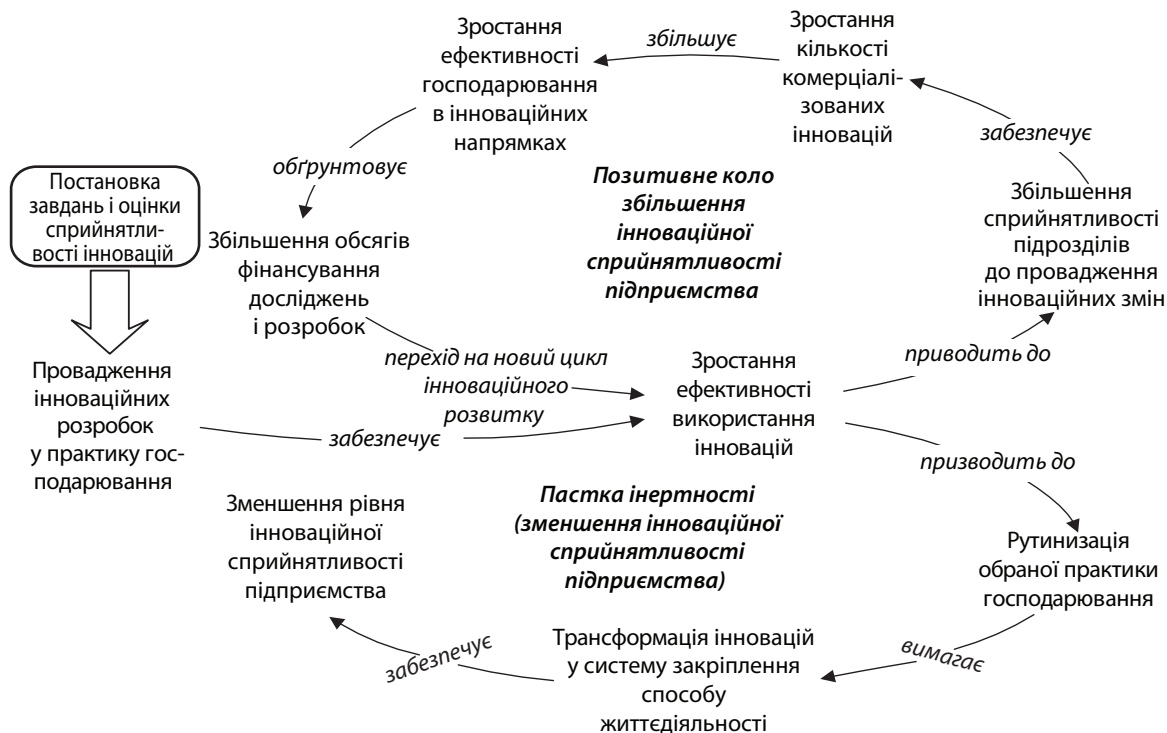 Зростання
ефективності
господарювання
в інноваційних
напрямках
збільшує
Зростання
кількості
комерціалі-
зованих
інновацій
забезпечує
обґрунтовує
Постановка
завдань і оцінки
сприйнятли-
вості інновацій
Позитивне коло
збільшення
інноваційної
сприйнятливості
підприємства
Збільшення
сприйнятливості
підрозділів
до провадження
інноваційних змін
Збільшення обсягів
фінансування
досліджень
і розробок
Провадження
інноваційних
розробок
у практику гос-
подарювання
перехід на новий цикл
інноваційного
розвитку
забезпечує
Зростання
ефективності
використання
інновацій
приводить до
призводить до
Зменшення рівня
інноваційної
сприйнятливості
підприємства
Пастка інертності
(зменшення інноваційної
сприйнятливості
підприємства)
Рутинизація
обраної практики
господарювання
забезпечує
Трансформація інновацій
у систему закріплення
способу
життєдіяльності
вимагає